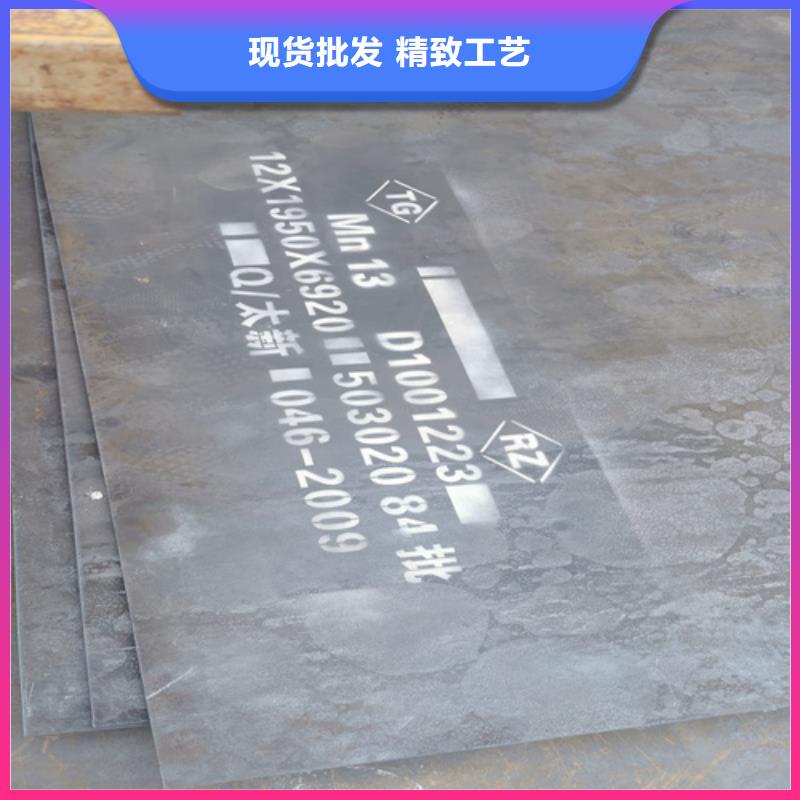 现货批发 精致工艺
TG
Mn 13 D1001223
RZ
12X1950X6920 503020 84 批
Q/太新 046-2009